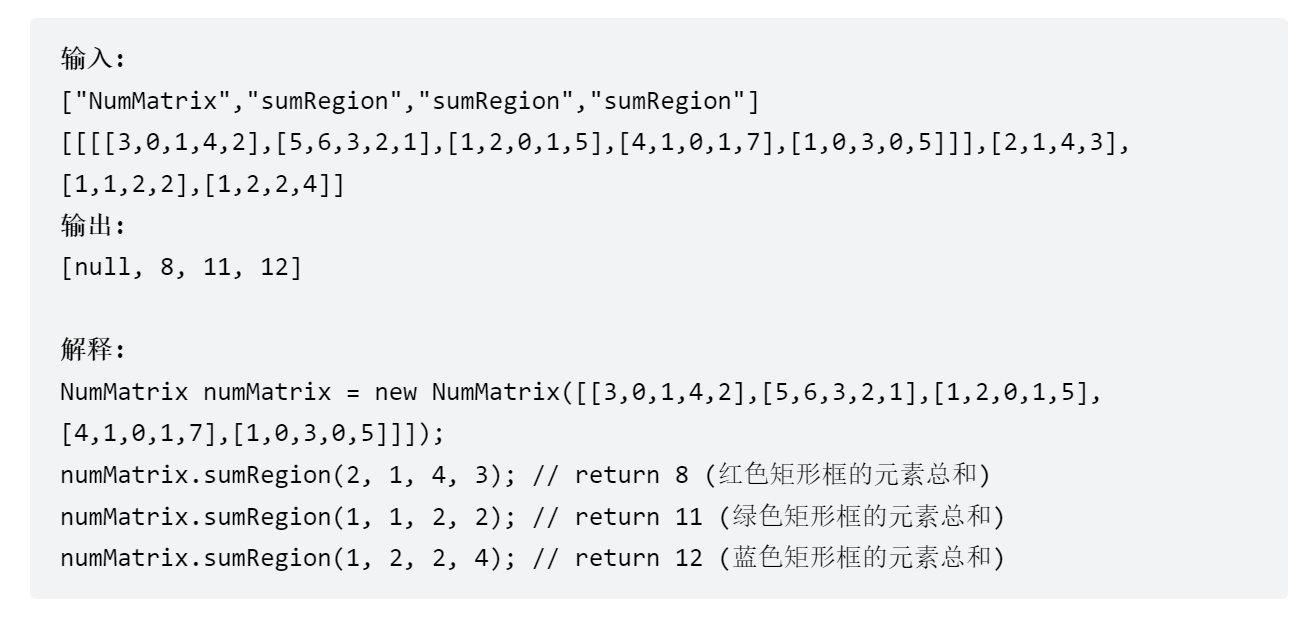 输入:
["NumMatrix","sumRegion","sumRegion","sumRegion"]
[[[[3,0,1,4,2],[5,6,3,2,1],[1,2,0,1,5],[4,1,0,1,7],[1,0,3,0,5]]],[2,1,4,3],
[1,1,2,2],[1,2,2,4]]
输出:
[null, 8, 11, 12]
解释:
NumMatrix numMatrix = new NumMatrix([[3,0,1,4,2],[5,6,3,2,1],[1,2,0,1,5],
[4,1,0,1,7],[1,0,3,0,5]]]);
numMatrix.sumRegion(2, 1, 4, 3); // return 8 (红色矩形框的元素总和)
numMatrix.sumRegion(1, 1, 2, 2); // return 11 (绿色矩形框的元素总和)
numMatrix.sumRegion(1, 2, 2, 4); // return 12 (蓝色矩形框的元素总和)